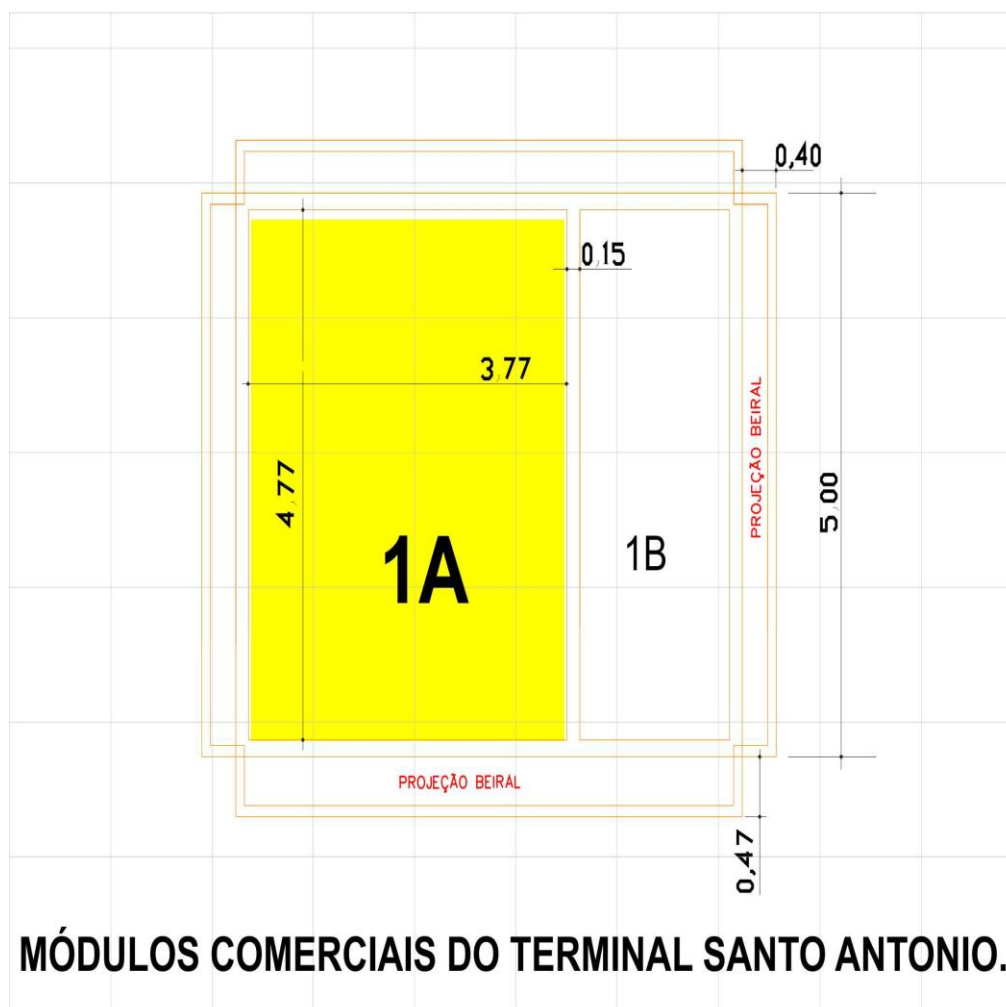 0,40
0,15
3,77
PROJEÇÃO BEIRAL
4,77
5,00
1A
1B
PROJEÇÃO BEIRAL
0,47
MÓDULOS COMERCIAIS DO TERMINAL SANTO ANTONIO.